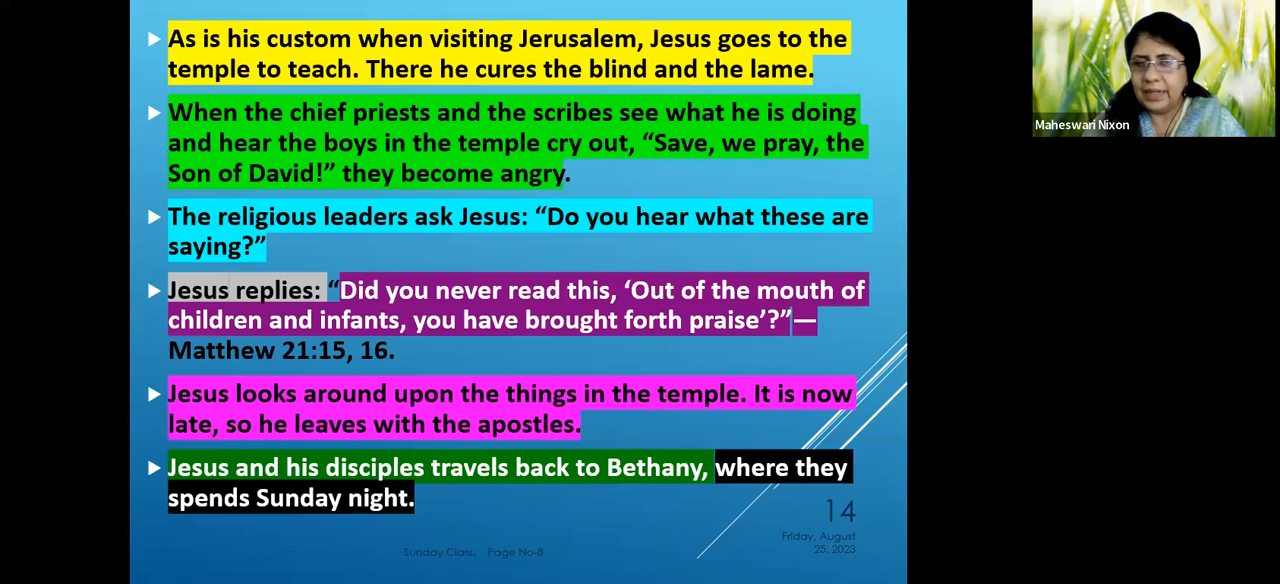 As is his custom when visiting Jerusalem, Jesus goes to the
temple to teach. There he cures the blind and the lame.
When the chief priests and the scribes see what he is doing
and hear the boys in the temple cry out, “Save, we pray, the
Son of David!” they become angry.
The religious leaders ask Jesus: “Do you hear what these are
saying?”
Jesus replies: “Did you never read this, ‘Out of the mouth of
children and infants, you have brought forth praise’?”—
Matthew 21:15, 16.
Jesus looks around upon the things in the temple. It is now
late, so he leaves with the apostles.
Jesus and his disciples travels back to Bethany, where they
spends Sunday night.
14
Friday, August
25, 2023
Sunday Class. Page No-8
Maheswari Nixon